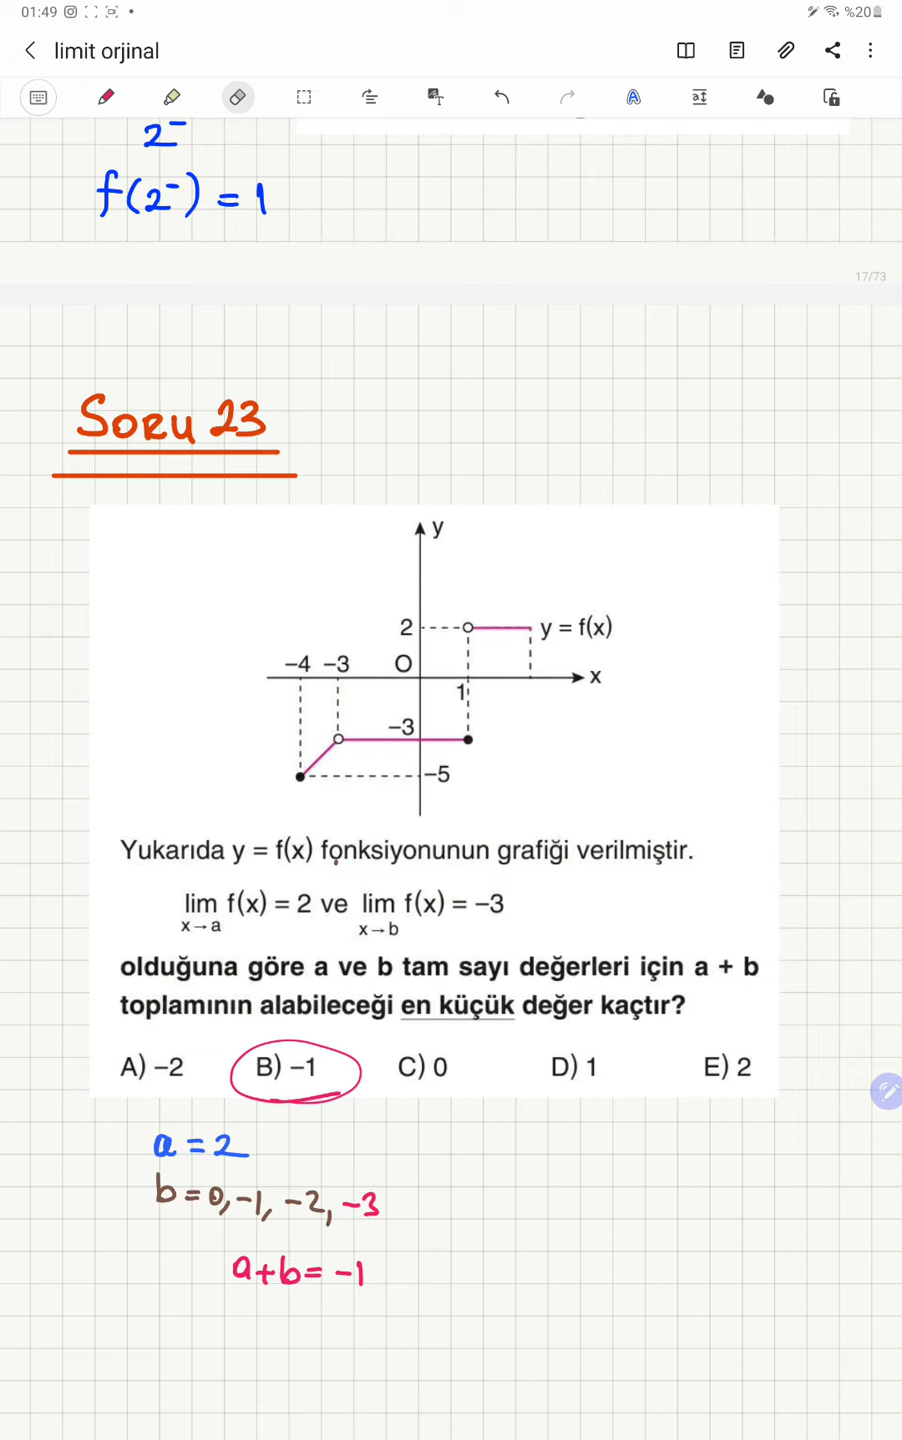 01:49
%20
limit orjinal
2⁻
f(2⁻) = 1
17/73
Soru 23
y
2
y = f(x)
–4 –3 O
x
1
–3
–5
Yukarıda y = f(x) fonksiyonunun grafiği verilmiştir.
lim f(x) = 2 ve lim f(x) = –3
x→a x→b
olduğuna göre a ve b tam sayı değerleri için a + b
toplamının alabileceği en küçük değer kaçtır?
A) –2 B) –1 C) 0 D) 1 E) 2
a = 2
b = 0, -1, -2, -3
a+b = -1